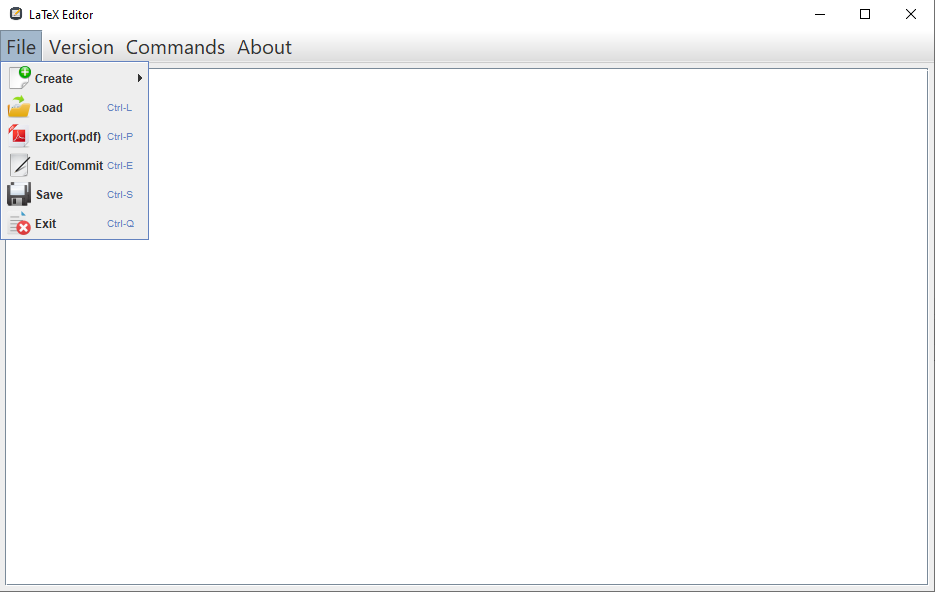 LaTeX Editor
File Version Commands About
Create
Load Ctrl-L
Export(.pdf) Ctrl-P
Edit/Commit Ctrl-E
Save Ctrl-S
Exit Ctrl-Q